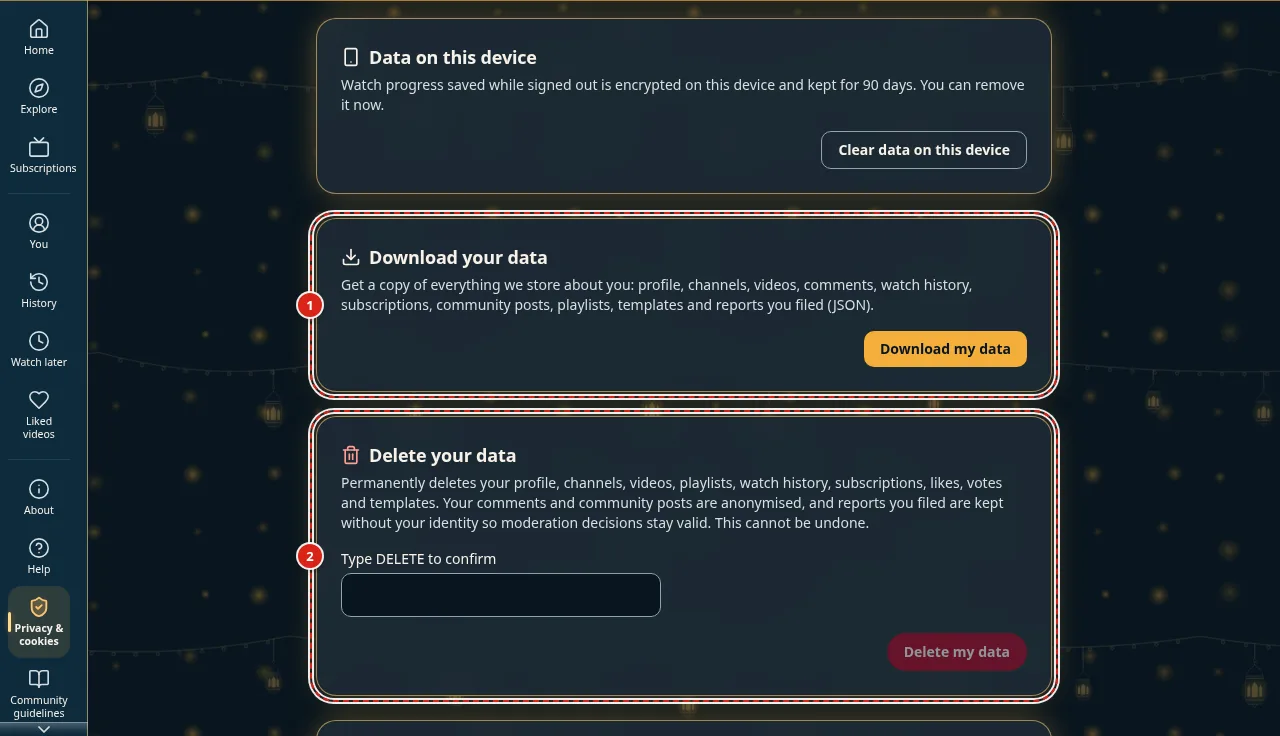 Home
Explore
Subscriptions
You
History
Watch later
Liked
videos
About
Help
Privacy &
cookies
Community
guidelines
Data on this device
Watch progress saved while signed out is encrypted on this device and kept for 90 days. You can remove
it now.
Clear data on this device
1
Download your data
Get a copy of everything we store about you: profile, channels, videos, comments, watch history,
subscriptions, community posts, playlists, templates and reports you filed (JSON).
Download my data
2
Delete your data
Permanently deletes your profile, channels, videos, playlists, watch history, subscriptions, likes, votes
and templates. Your comments and community posts are anonymised, and reports you filed are kept
without your identity so moderation decisions stay valid. This cannot be undone.
Type DELETE to confirm
Delete my data